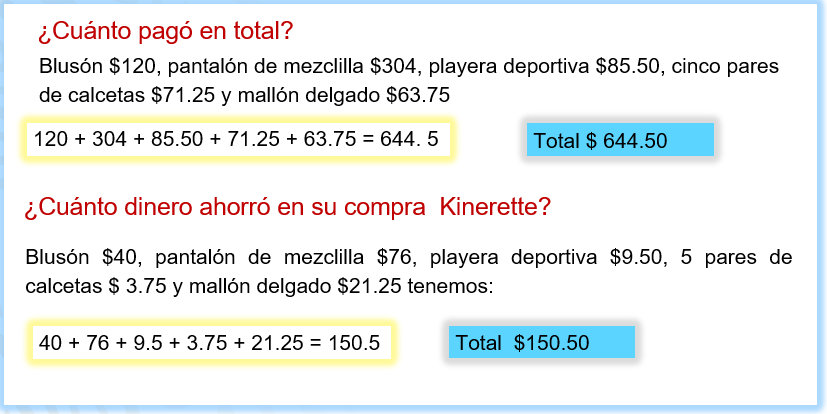 ¿Cuánto pagó en total?
Blusón $120, pantalón de mezclilla $304, playera deportiva $85.50, cinco pares
de calcetas $71.25 y mallón delgado $63.75
120 + 304 + 85.50 + 71.25 + 63.75 = 644. 5
Total $ 644.50
¿Cuánto dinero ahorró en su compra  Kinerette?
Blusón $40, pantalón de mezclilla $76, playera deportiva $9.50, 5 pares de
calcetas $ 3.75 y mallón delgado $21.25 tenemos:
40 + 76 + 9.5 + 3.75 + 21.25 = 150.5
Total  $150.50